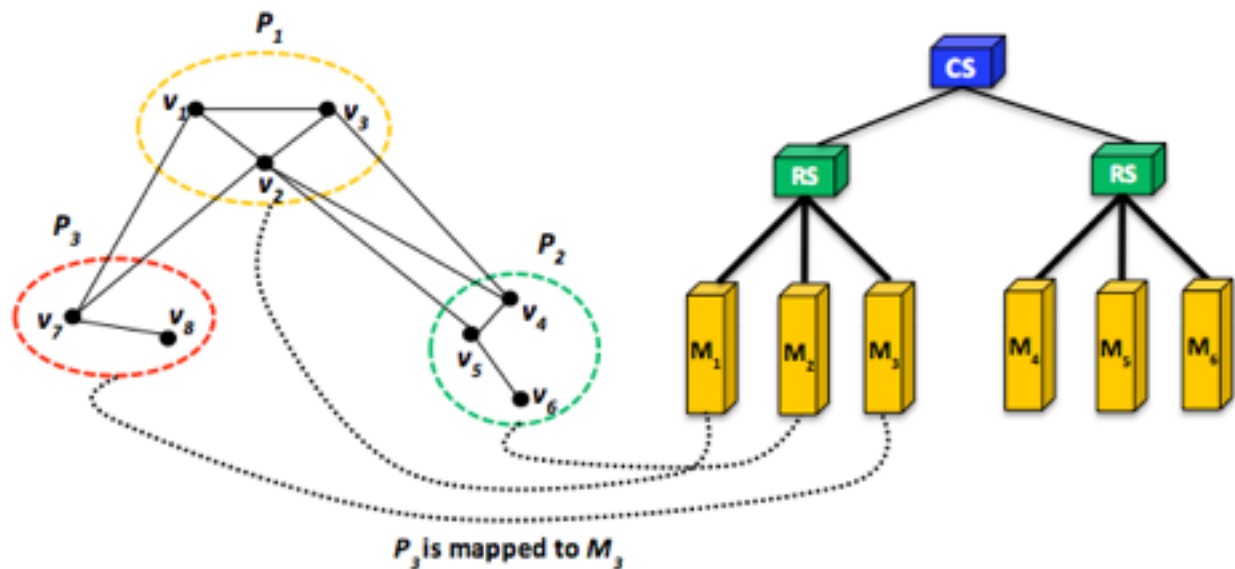 P1
CS
v1
v3
v2
RS
RS
P3
P2
v4
v7
v8
v5
v6
M1
M2
M3
M4
M5
M6
P3 is mapped to M3